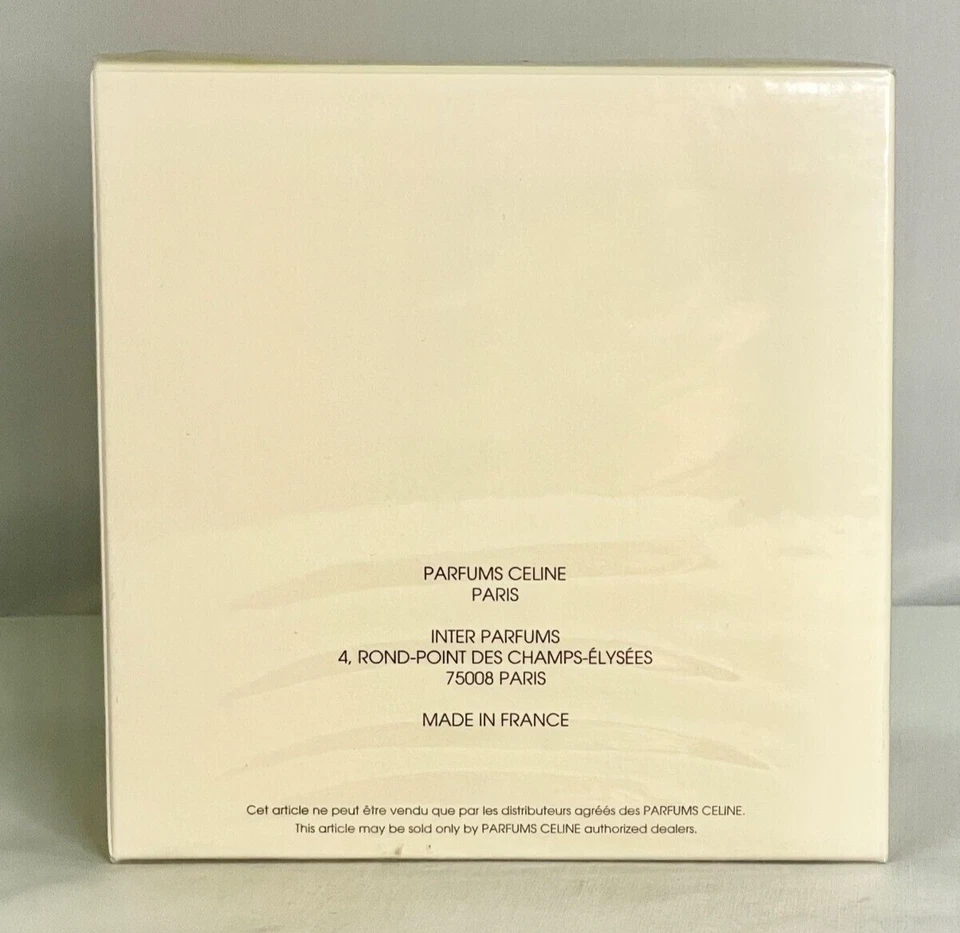 PARFUMS CELINE
PARIS
INTER PARFUMS
4, ROND-POINT DES CHAMPS-ÉLYSÉES
75008 PARIS
MADE IN FRANCE
Cet article ne peut être vendu que par les distributeurs agréés des PARFUMS CELINE.
This article may be sold only by PARFUMS CELINE authorized dealers.